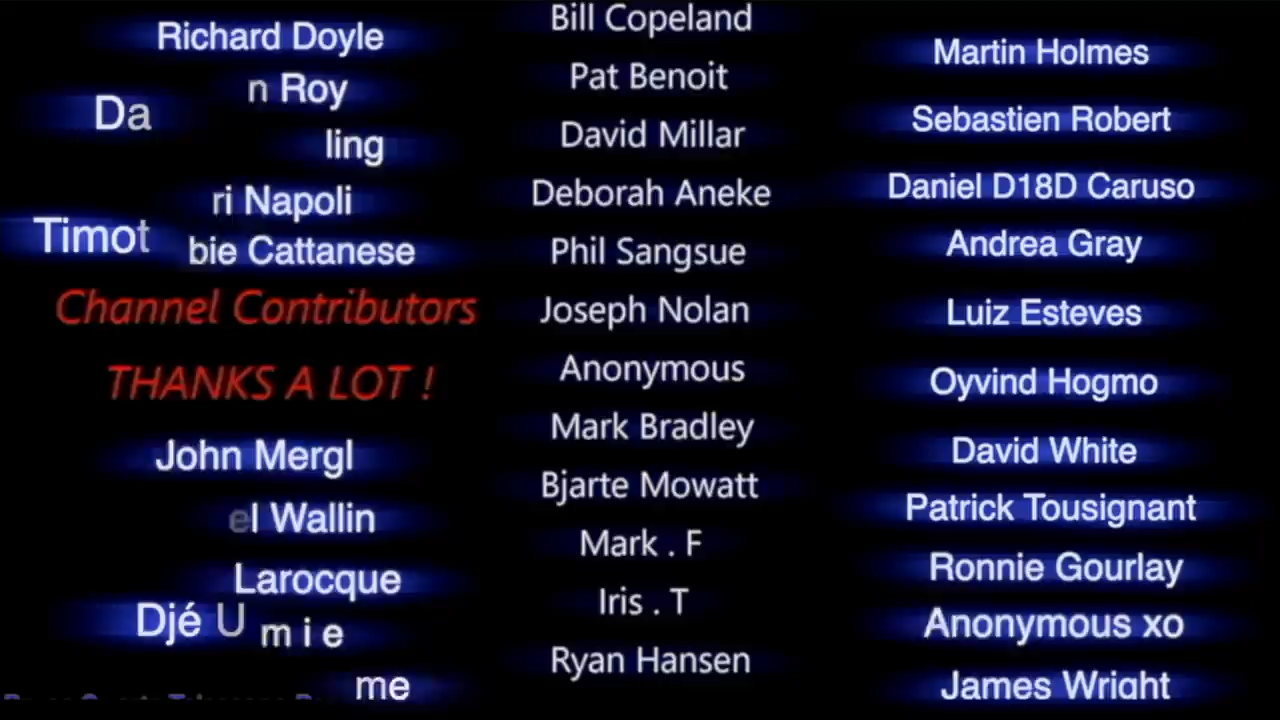 Richard Doyle
n Roy
Da
ling
ri Napoli
Timot
bie Cattanese
Channel Contributors
THANKS A LOT !
John Mergl
el Wallin
Larocque
Djé U
m i e
me
Bill Copeland
Pat Benoit
David Millar
Deborah Aneke
Phil Sangsue
Joseph Nolan
Anonymous
Mark Bradley
Bjarte Mowatt
Mark . F
Iris . T
Ryan Hansen
Martin Holmes
Sebastien Robert
Daniel D18D Caruso
Andrea Gray
Luiz Esteves
Oyvind Hogmo
David White
Patrick Tousignant
Ronnie Gourlay
Anonymous xo
James Wright